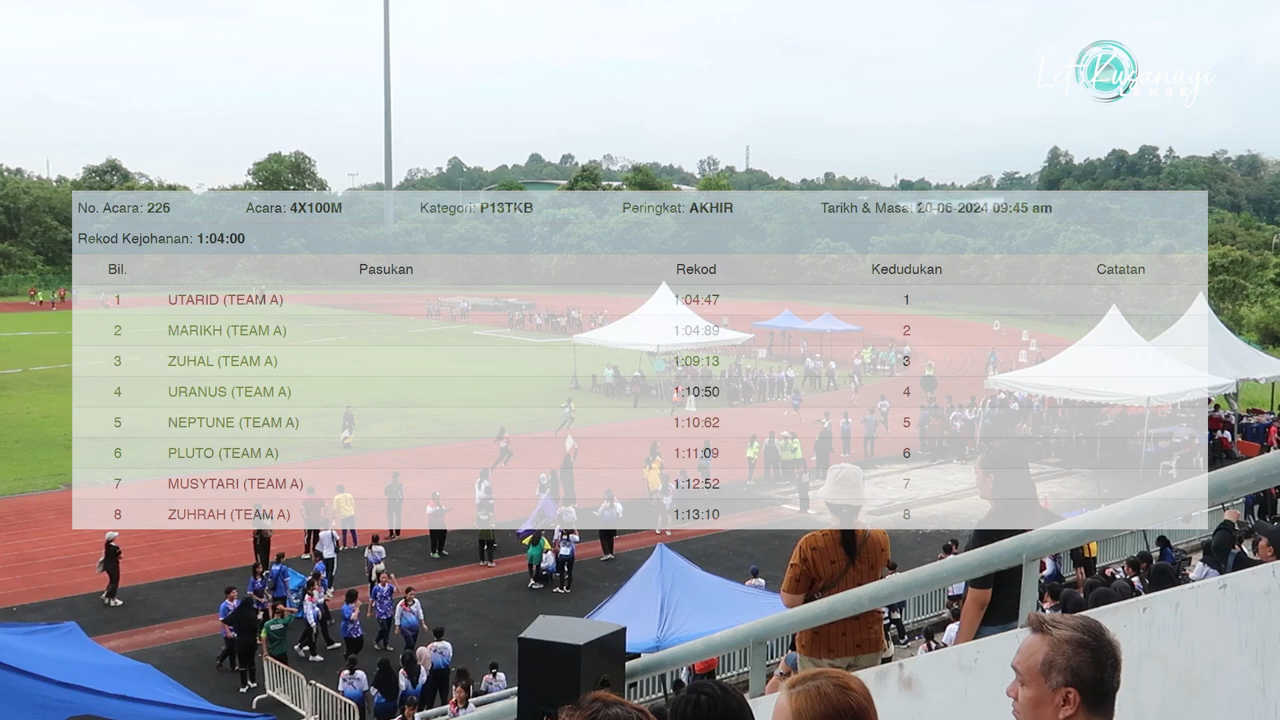 Let Kusanagi
LENSE
No. Acara: 226 Acara: 4X100M Kategori: P13TKB Peringkat: AKHIR Tarikh & Masa: 20-06-2024 09:45 am
Rekod Kejohanan: 1:04:00
Bil. Pasukan Rekod Kedudukan Catatan
1 UTARID (TEAM A) 1:04:47 1
2 MARIKH (TEAM A) 1:04:89 2
3 ZUHAL (TEAM A) 1:09:13 3
4 URANUS (TEAM A) 1:10:50 4
5 NEPTUNE (TEAM A) 1:10:62 5
6 PLUTO (TEAM A) 1:11:09 6
7 MUSYTARI (TEAM A) 1:12:52 7
8 ZUHRAH (TEAM A) 1:13:10 8